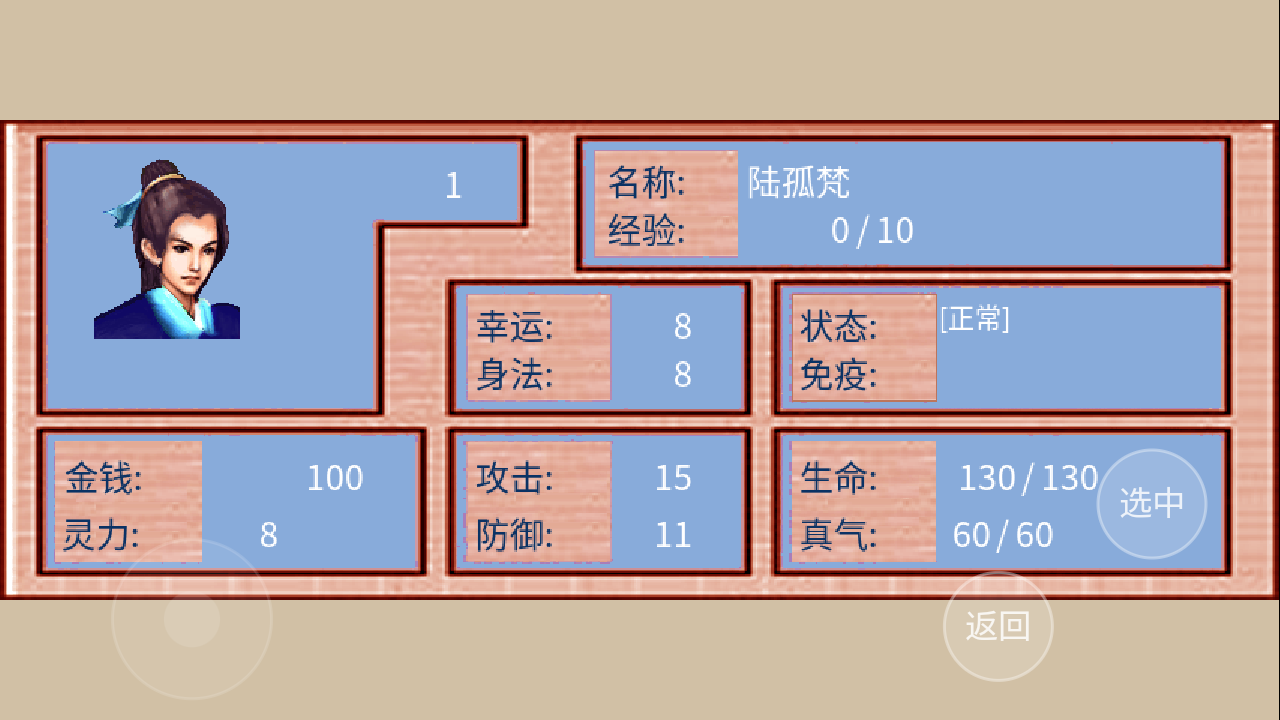 1
名称: 陆孤梵
经验: 0 / 10
幸运: 8
身法: 8
状态: [正常]
免疫:
金钱: 100
灵力: 8
攻击: 15
防御: 11
生命: 130 / 130
真气: 60 / 60
选中
返回